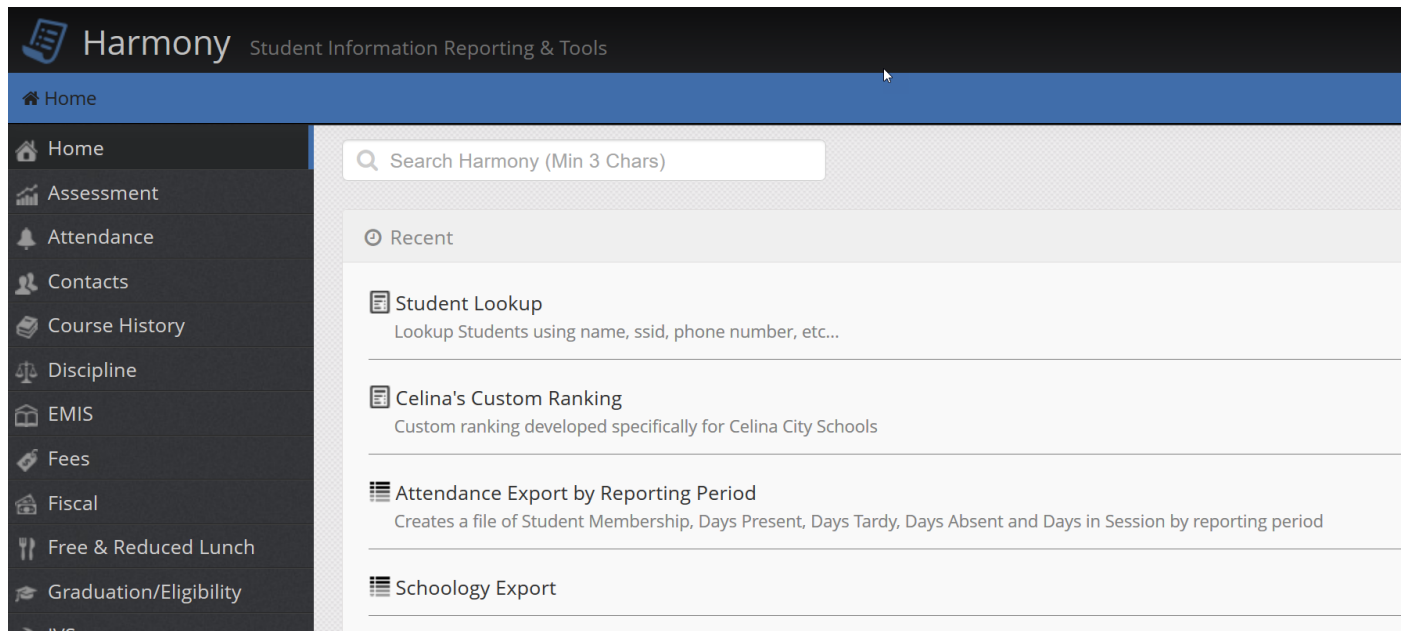 Harmony Student Information Reporting & Tools
Home
Home
Assessment
Attendance
Contacts
Course History
Discipline
EMIS
Fees
Fiscal
Free & Reduced Lunch
Graduation/Eligibility
Search Harmony (Min 3 Chars)
Recent
Student Lookup
Lookup Students using name, ssid, phone number, etc...
Celina's Custom Ranking
Custom ranking developed specifically for Celina City Schools
Attendance Export by Reporting Period
Creates a file of Student Membership, Days Present, Days Tardy, Days Absent and Days in Session by reporting period
Schoology Export